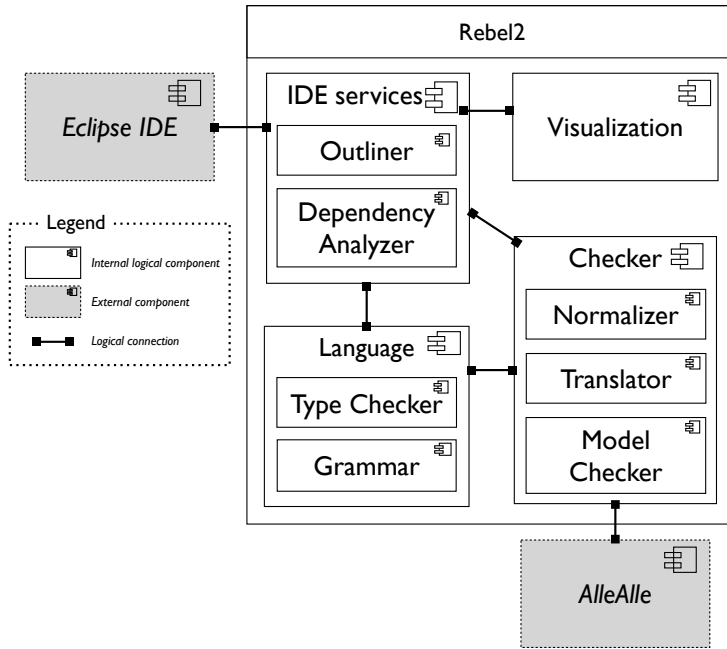 Rebel2
Eclipse IDE
IDE services
Outliner
Dependency
Analyzer
Visualization
Legend
Internal logical component
External component
Logical connection
Language
Type Checker
Grammar
Checker
Normalizer
Translator
Model
Checker
AlleAlle